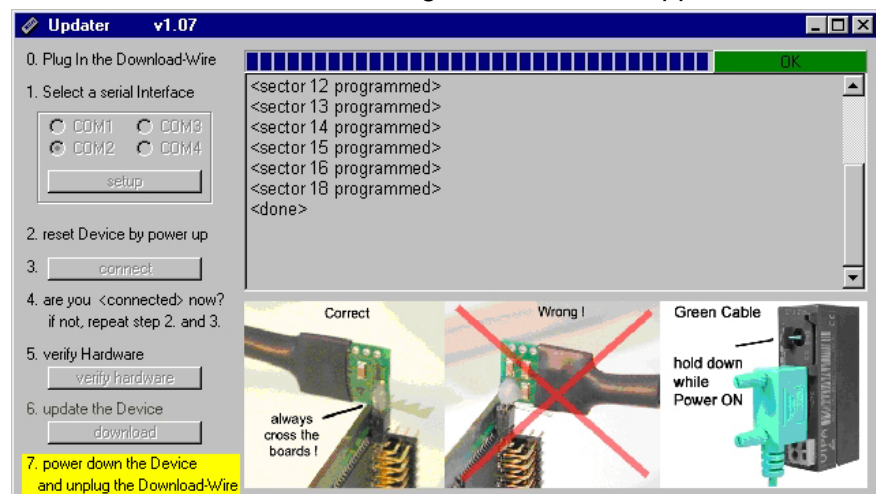 Updater v1.07
0. Plug In the Download-Wire
OK
1. Select a serial Interface
COM1 COM3
COM2 COM4
setup
2. reset Device by power up
3. connect
4. are you <connected> now?
if not, repeat step 2. and 3.
5. verify Hardware
verify hardware
6. update the Device
download
7. power down the Device
and unplug the Download-Wire
<sector 12 programmed>
<sector 13 programmed>
<sector 14 programmed>
<sector 15 programmed>
<sector 16 programmed>
<sector 18 programmed>
<done>
Correct
always
cross the
boards !
Wrong !
Green Cable
hold down
while
Power ON